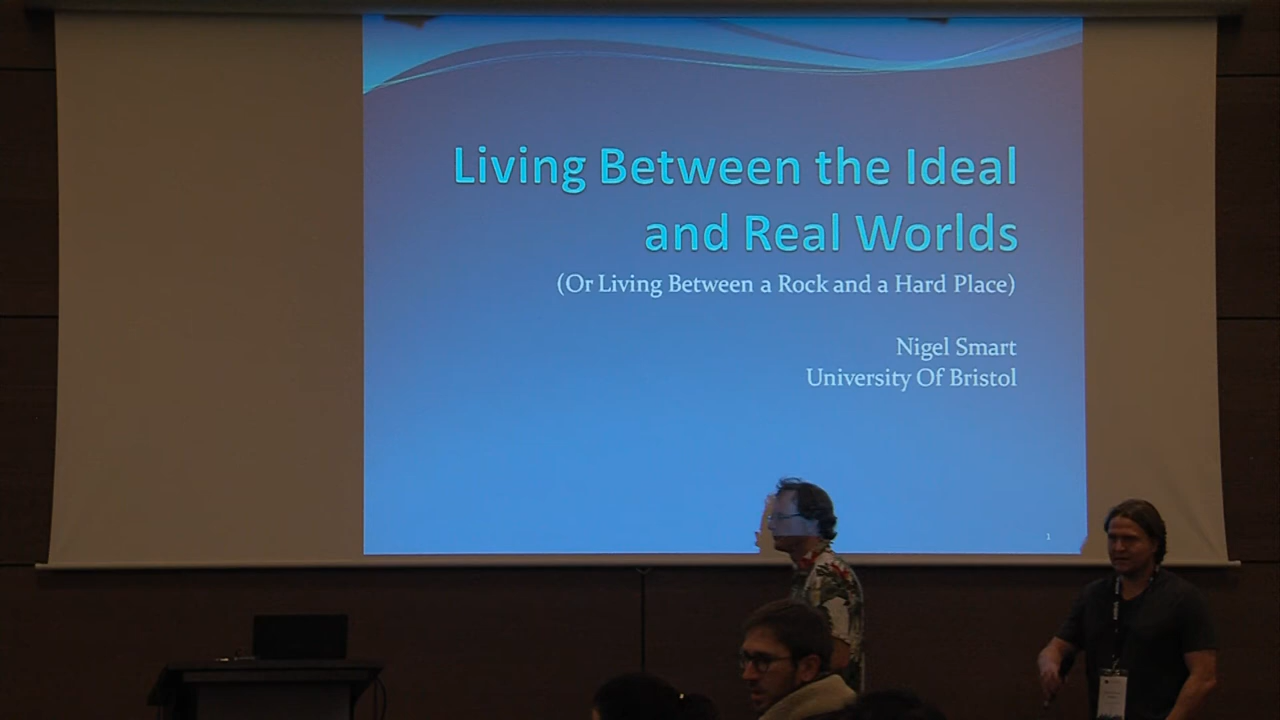 Living Between the Ideal
and Real Worlds
(Or Living Between a Rock and a Hard Place)
Nigel Smart
University Of Bristol
1